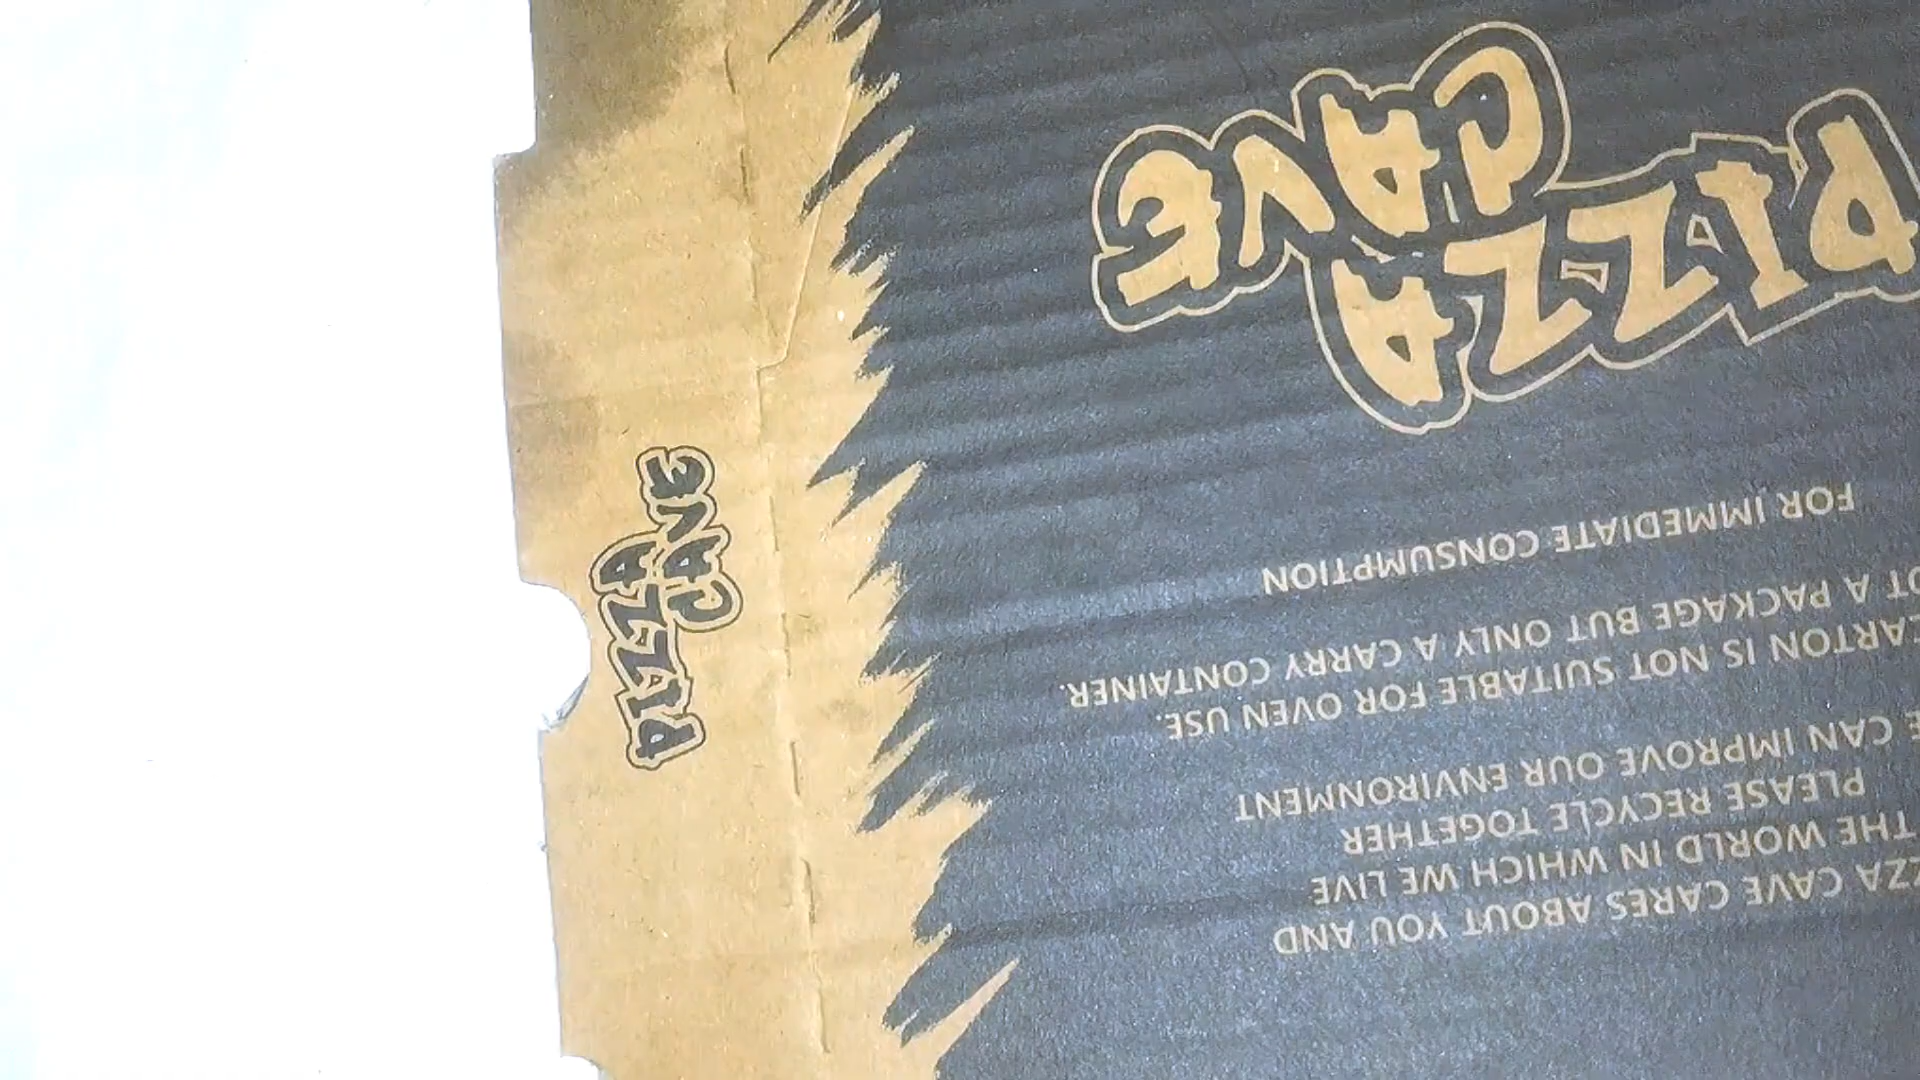 ZZA CAVE CARES ABOUT YOU AND
THE WORLD IN WHICH WE LIVE
PLEASE RECYCLE TOGETHER
E CAN IMPROVE OUR ENVIRONMENT
CARTON IS NOT SUITABLE FOR OVEN USE.
OT A PACKAGE BUT ONLY A CARRY CONTAINER.
FOR IMMEDIATE CONSUMPTION
PIZZA
CAVE
PIZZA
CAVE